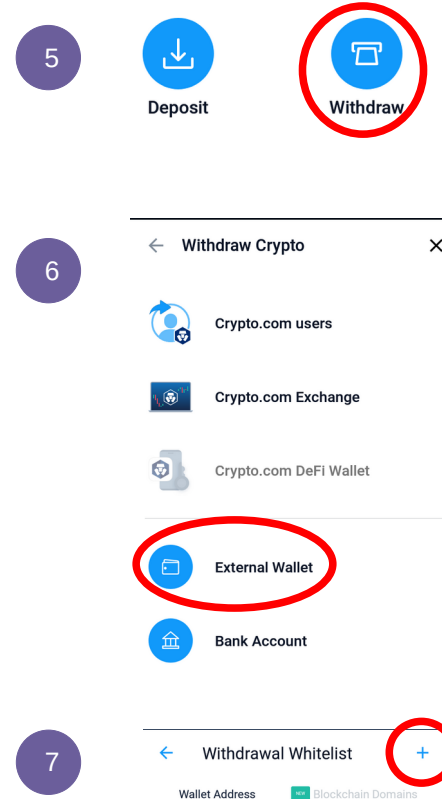 5
Deposit
Withdraw
6
Withdraw Crypto
Crypto.com users
Crypto.com Exchange
Crypto.com DeFi Wallet
External Wallet
Bank Account
7
Withdrawal Whitelist
Wallet Address NEW Blockchain Domains